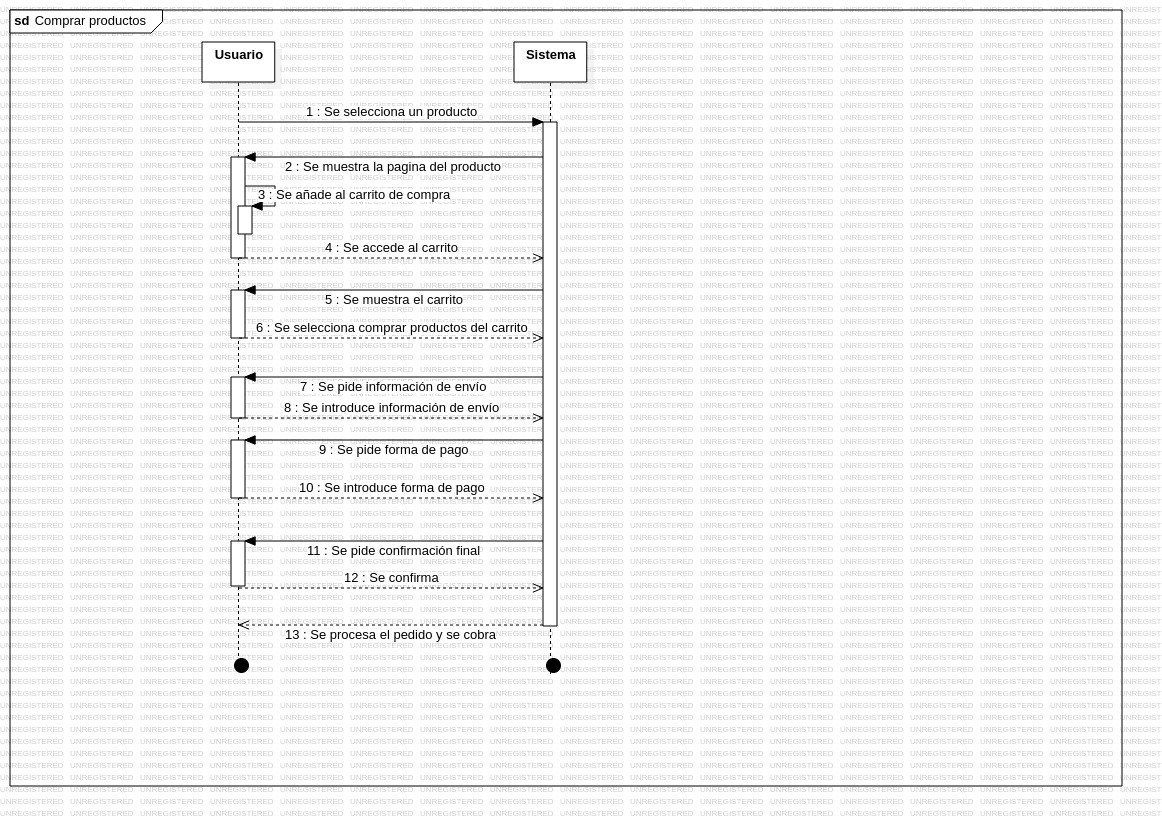 sd Comprar productos
Usuario
Sistema
1 : Se selecciona un producto
2 : Se muestra la pagina del producto
3 : Se añade al carrito de compra
4 : Se accede al carrito
5 : Se muestra el carrito
6 : Se selecciona comprar productos del carrito
7 : Se pide información de envío
8 : Se introduce información de envío
9 : Se pide forma de pago
10 : Se introduce forma de pago
11 : Se pide confirmación final
12 : Se confirma
13 : Se procesa el pedido y se cobra
UNREGISTERED